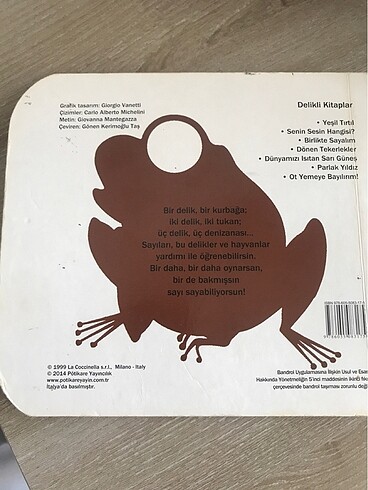 Grafik tasarım: Giorgio Vanetti
Çizimler: Carlo Alberto Michelini
Metin: Giovanna Mantegazza
Çeviren: Gönen Kerimoğlu Taş
Delikli Kitaplar
• Yeşil Tırtıl
• Senin Sesin Hangisi?
• Birlikte Sayalım
• Dönen Tekerlekler
• Dünyamızı Isıtan Sarı Güneş
• Parlak Yıldız
• Ot Yemeye Bayılırım!
Bir delik, bir kurbağa;
iki delik, iki tukan;
üç delik, üç denizanası...
Sayıları, bu delikler ve hayvanlar
yardımı ile öğrenebilirsin.
Bir daha, bir daha oynarsan,
bir de bakmışsın
sayı sayabiliyorsun!
© 1999 La Coccinella s.r.l., Milano - Italy
© 2014 Pötikare Yayıncılık
www.potikareyayin.com.tr
İtalya'da basılmıştır.
Bandrol Uygulamasına İlişkin Usul ve Esas
Hakkında Yönetmeliğin 5'inci maddesinin
çerçevesinde bandrol taşıması zorunlu